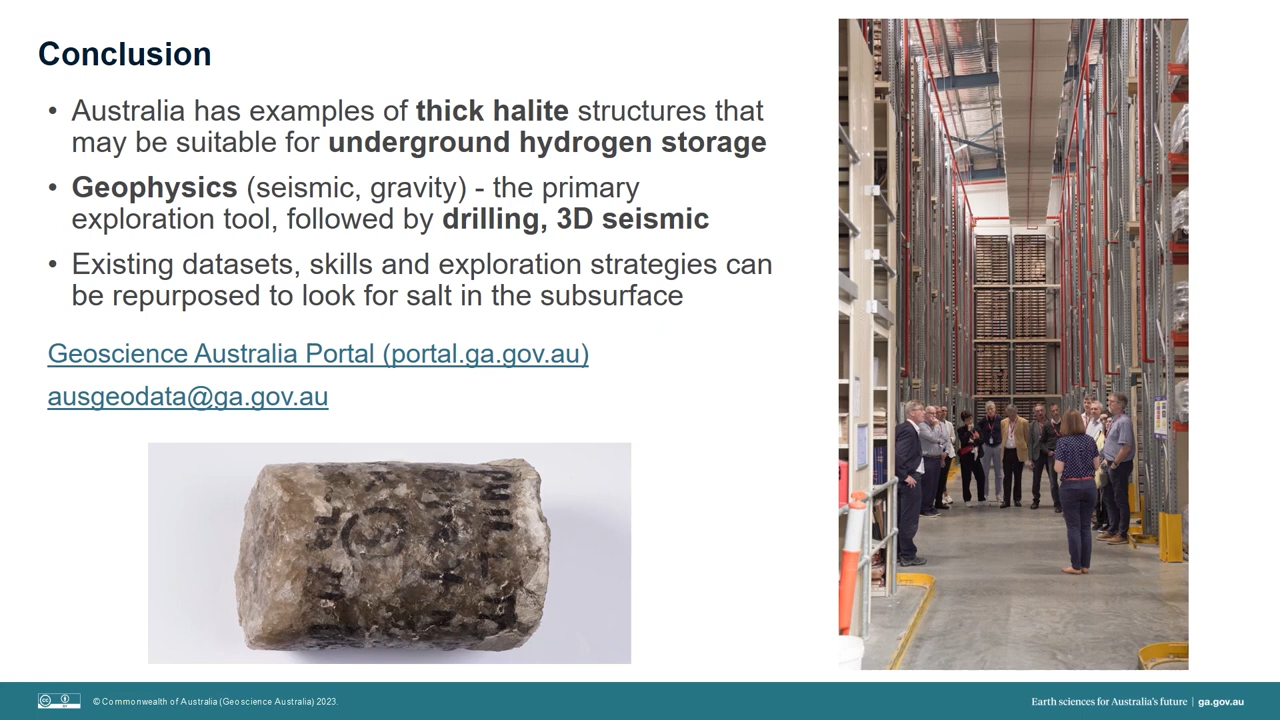 Conclusion
• Australia has examples of thick halite structures that
may be suitable for underground hydrogen storage
• Geophysics (seismic, gravity) - the primary
exploration tool, followed by drilling, 3D seismic
• Existing datasets, skills and exploration strategies can
be repurposed to look for salt in the subsurface
Geoscience Australia Portal (portal.ga.gov.au)
ausgeodata@ga.gov.au
© Commonwealth of Australia (Geoscience Australia) 2023.
Earth sciences for Australia's future | ga.gov.au